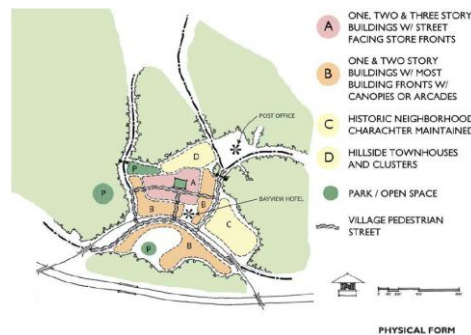 A
ONE, TWO & THREE STORY
BUILDINGS W/ STREET
FACING STORE FRONTS
B
ONE & TWO STORY
BUILDINGS W/ MOST
BUILDING FRONTS W/
CANOPIES OR ARCADES
C
HISTORIC NEIGHBORHOOD
CHARACHTER MAINTAINED
D
HILLSIDE TOWNHOUSES
AND CLUSTERS
PARK / OPEN SPACE
VILLAGE PEDESTRIAN
STREET
POST OFFICE
D
P
P
A
BAYVIEW HOTEL
B
B
C
P
B
PHYSICAL FORM